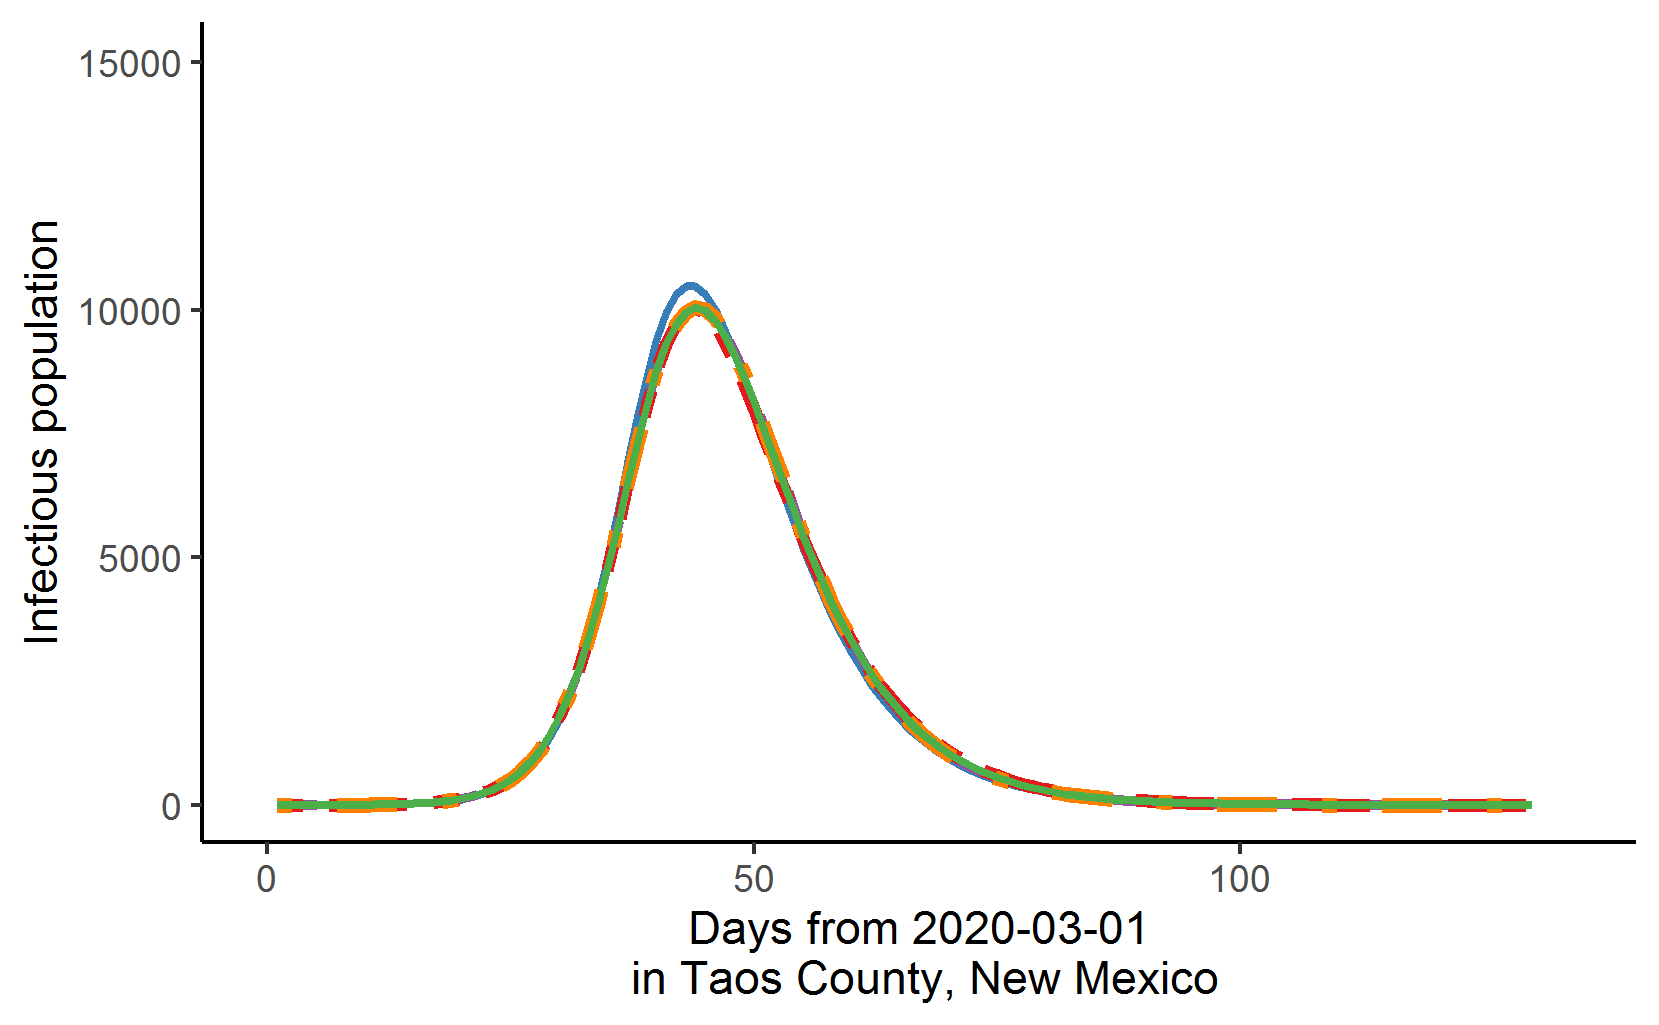 Infectious population
15000
10000
5000
0
0
50
100
Days from 2020-03-01
in Taos County, New Mexico